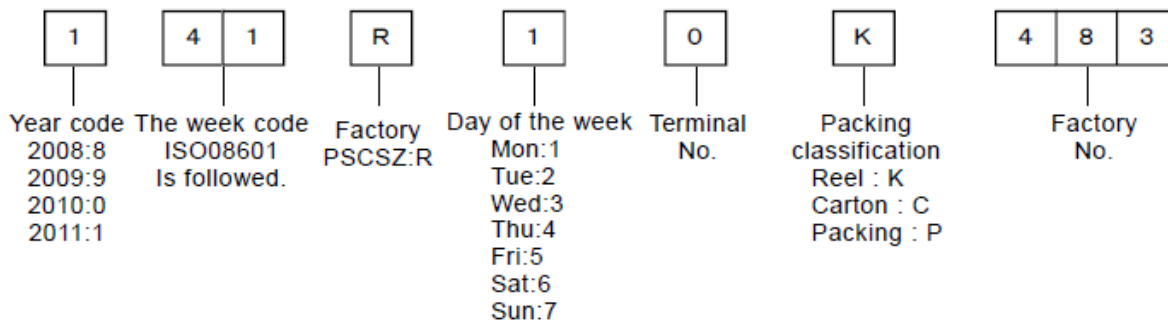 1 4 1 R 1 0 K 4 8 3
Year code
2008:8
2009:9
2010:0
2011:1
The week code
ISO08601
Is followed.
Factory
PSCSZ:R
Day of the week
Mon:1
Tue:2
Wed:3
Thu:4
Fri:5
Sat:6
Sun:7
Terminal
No.
Packing
classification
Reel : K
Carton : C
Packing : P
Factory
No.